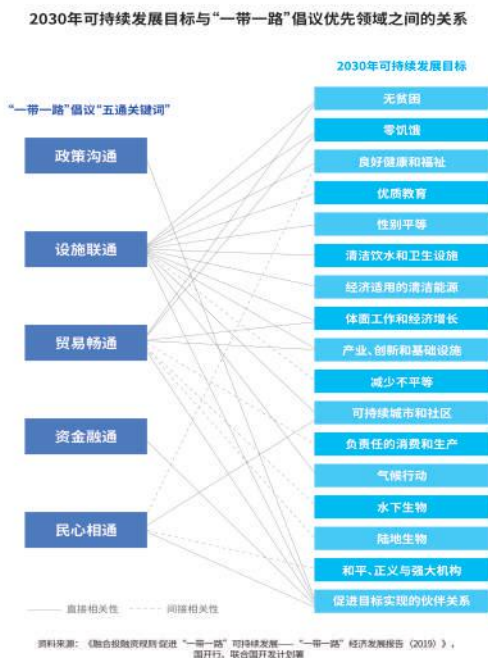 2030年可持续发展目标与“一带一路”倡议优先领域之间的关系
2030年可持续发展目标
“一带一路”倡议“五通关键词”
政策沟通
设施联通
贸易畅通
资金融通
民心相通
无贫困
零饥饿
良好健康和福祉
优质教育
性别平等
清洁饮水和卫生设施
经济适用的清洁能源
体面工作和经济增长
产业、创新和基础设施
减少不平等
可持续城市和社区
负责任的消费和生产
气候行动
水下生物
陆地生物
和平、正义与强大机构
促进目标实现的伙伴关系
直接相关性
间接相关性
资料来源：《融合投融资规则 促进“一带一路”可持续发展——“一带一路”经济发展报告（2019）》，
国开行、联合国开发计划署